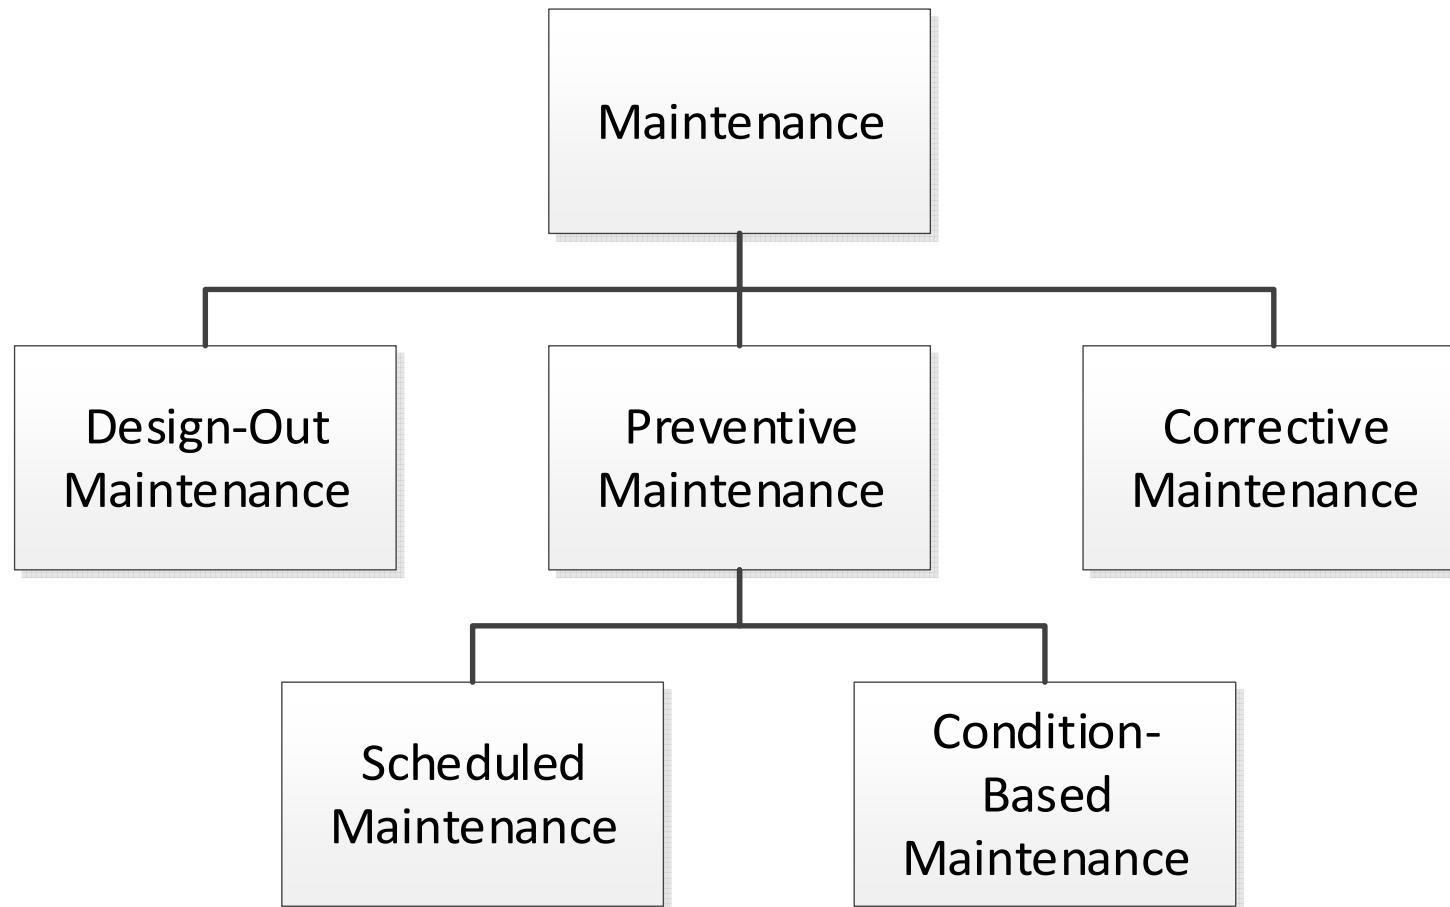 Maintenance
Design-Out
Maintenance
Preventive
Maintenance
Corrective
Maintenance
Scheduled
Maintenance
Condition-
Based
Maintenance